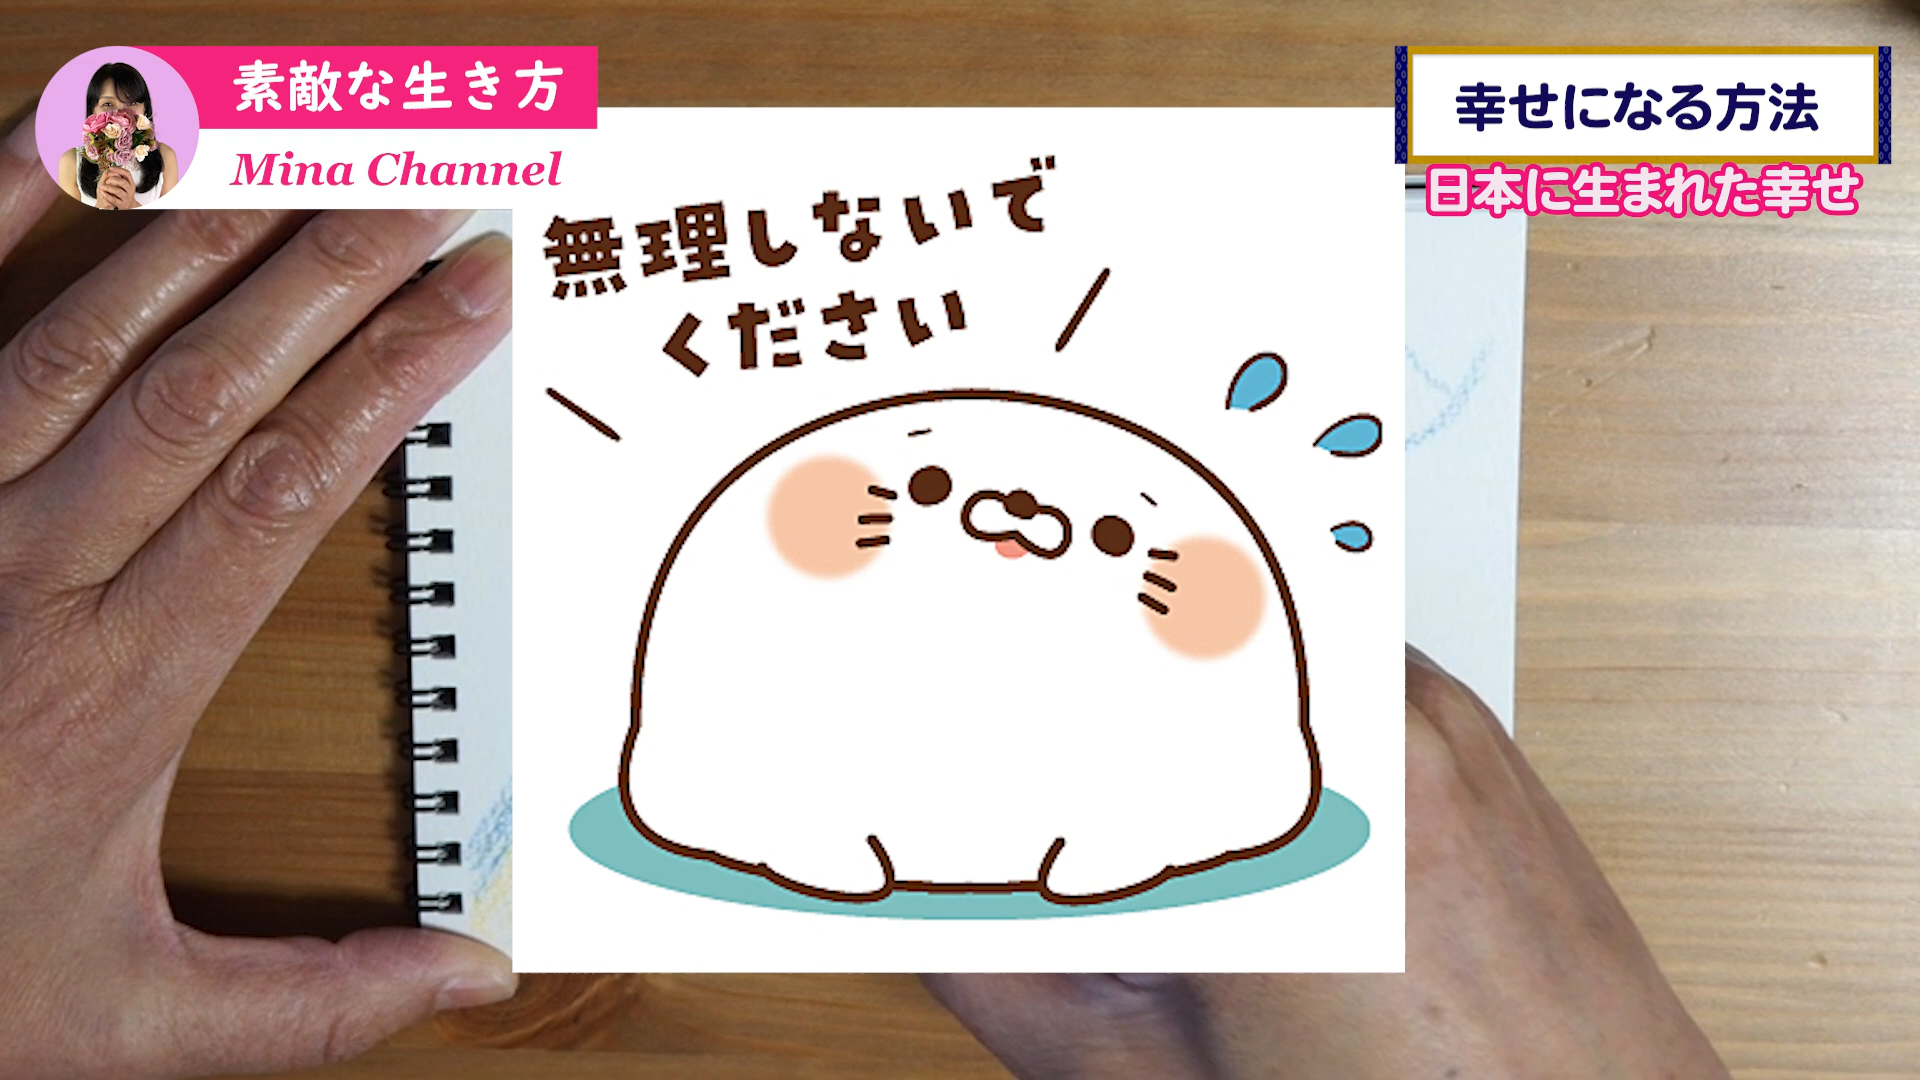 素敵な生き方
Mina Channel
幸せになる方法
日本に生まれた幸せ
無理しないで
ください